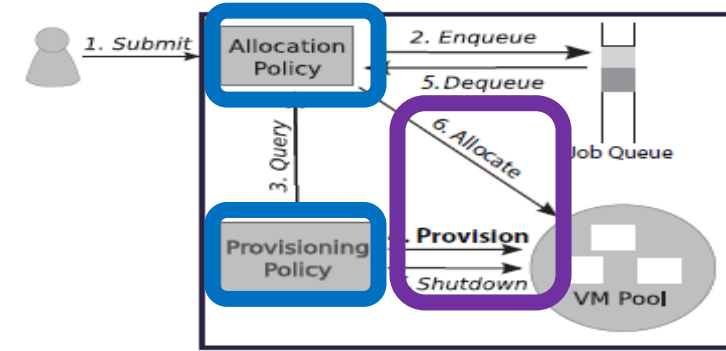 1. Submit
Allocation
Policy
2. Enqueue
5. Dequeue
3. Query
6. Allocate
Job Queue
Provisioning
Policy
Provision
Shutdown
VM Pool